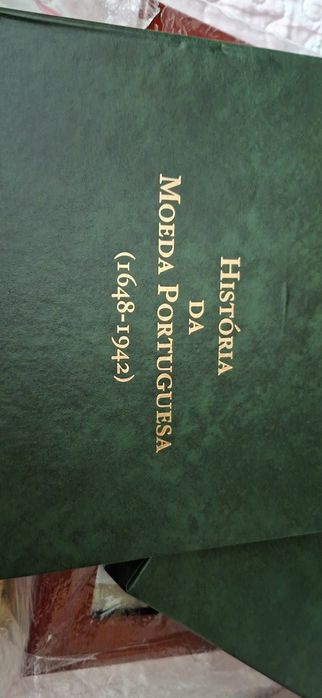 História
da
Moeda Portuguesa
(1648-1942)